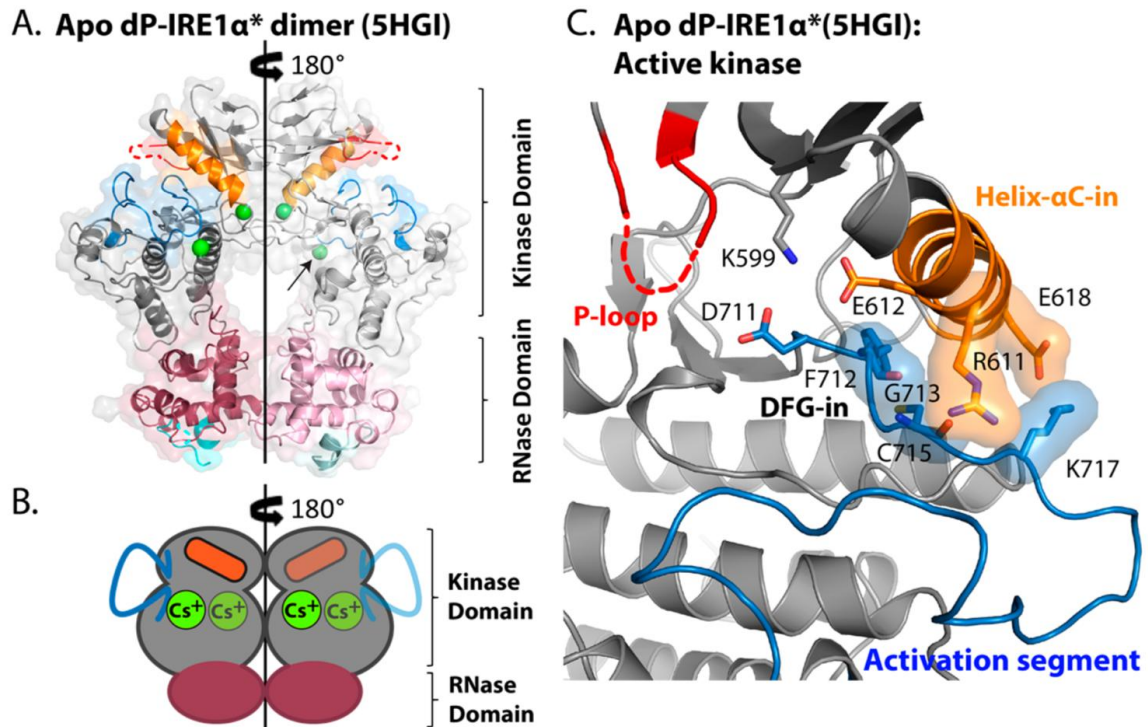 A. Apo dP-IRE1α* dimer (5HGI)
180°
Kinase Domain
RNase Domain
B.
180°
Cs+ Cs+ Cs+ Cs+
Kinase
Domain
RNase
Domain
C. Apo dP-IRE1α*(5HGI):
Active kinase
Helix-αC-in
K599
E612
E618
D711
P-loop
R611
F712
G713
DFG-in
C715
K717
Activation segment